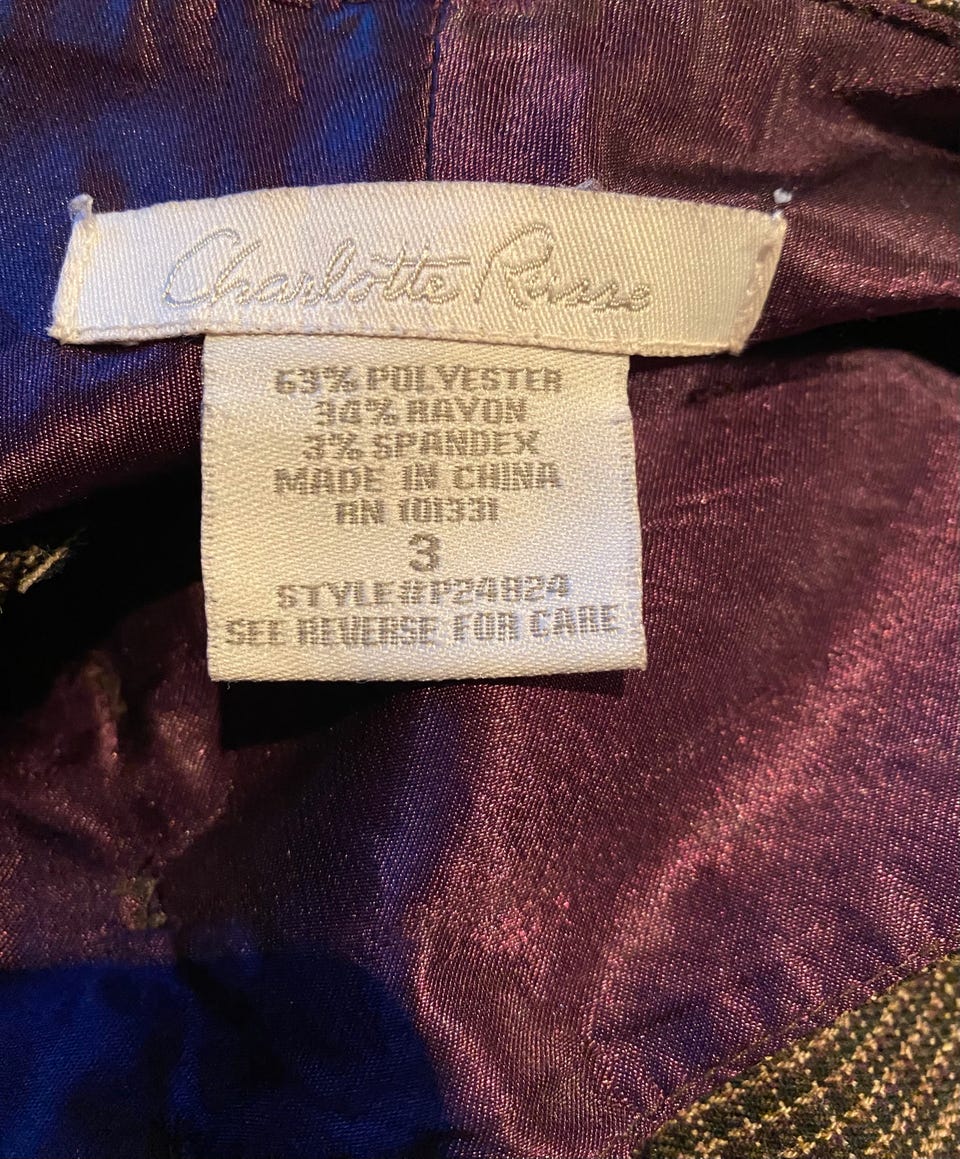 Charlotte Russe
63% POLYESTER
34% RAYON
3% SPANDEX
MADE IN CHINA
RN 101331
3
STYLE#P24824
SEE REVERSE FOR CARE